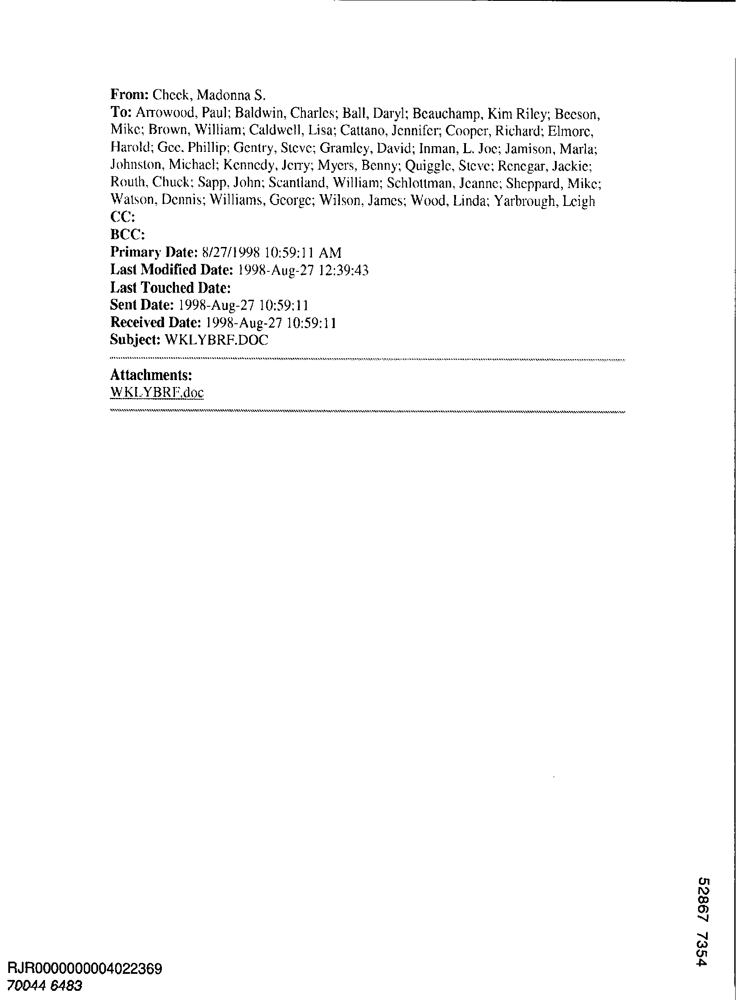 From: Cheek, Madonna S.
To: Arrowood, Paul; Baldwin, Charles; Ball, Daryl; Beauchamp, Kim Riley; Beeson,
Mike; Brown, William; Caldwell, Lisa; Cattano, Jennifer; Cooper, Richard; Elmore,
Harold; Gee, Phillip; Gentry, Steve; Gramley, David; Inman, L. Joe; Jamison, Marla;
Johnston, Michael; Kennedy, Jerry; Myers, Benny; Quiggle, Steve; Renegar, Jackie;
Routh, Chuck; Sapp, John; Scantland, William; Schlottman, Jeanne; Sheppard, Mike;
Watson, Dennis; Williams, George; Wilson, James; Wood, Linda; Yarbrough, Leigh
CC:
BCC:
Primary Date: 8/27/1998 10:59:11 AM
Last Modified Date: 1998-Aug-27 12:39:43
Last Touched Date:
Sent Date: 1998-Aug-27 10:59:11
Received Date: 1998-Aug-27 10:59:11
Subject: WKLYBRF.DOC
Attachments:
WKLYBRF.doc
52867 7354
RJR0000000004022369
70044 6483